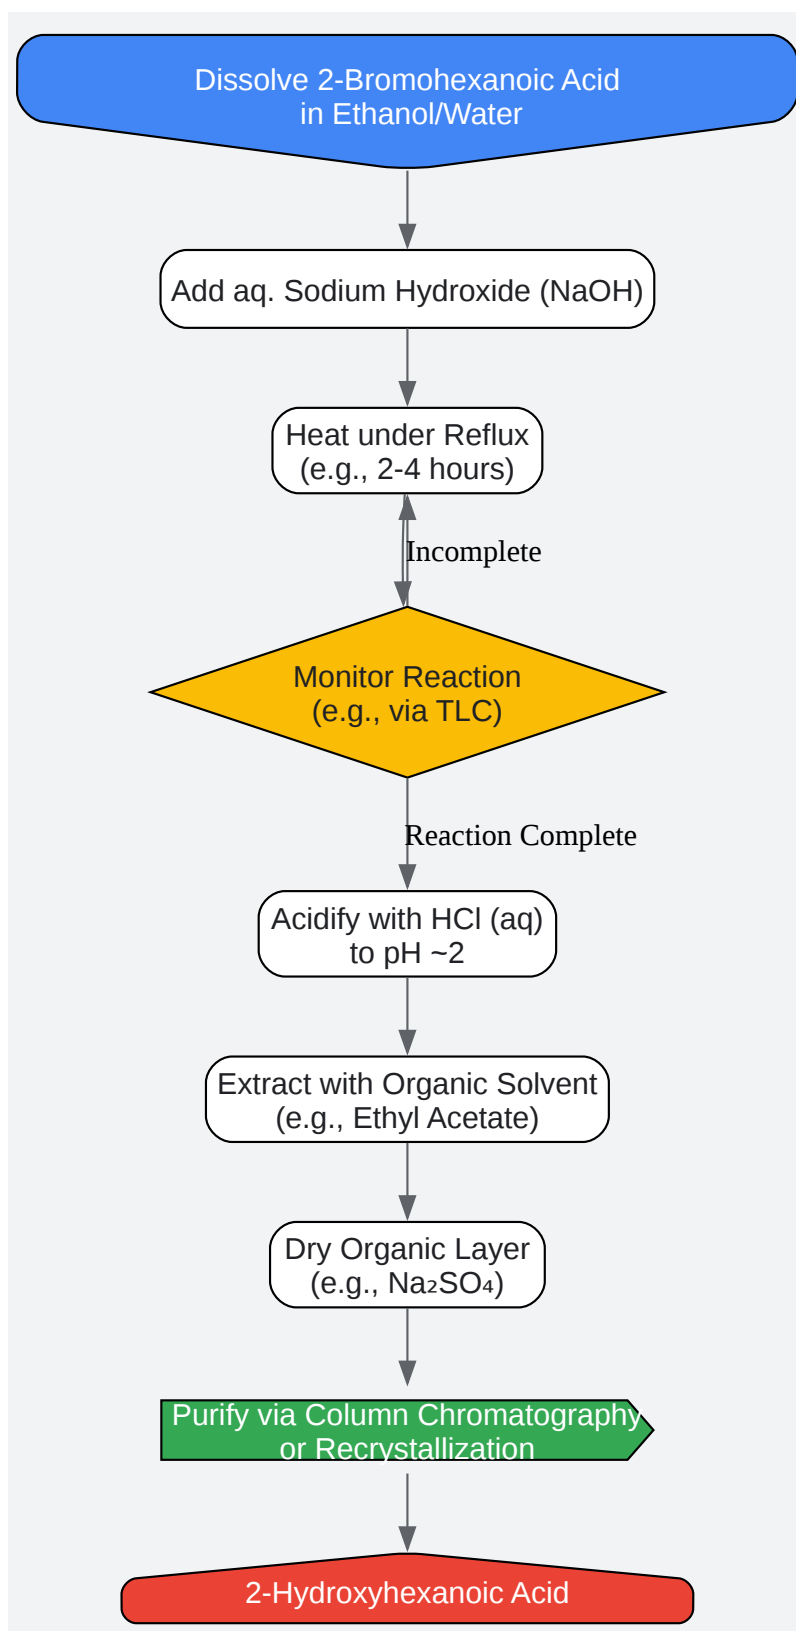 Dissolve 2-Bromohexanoic Acid
in Ethanol/Water
Add aq. Sodium Hydroxide (NaOH)
Heat under Reflux
(e.g., 2-4 hours)
Incomplete
Monitor Reaction
(e.g., via TLC)
Reaction Complete
Acidify with HCl (aq)
to pH ~2
Extract with Organic Solvent
(e.g., Ethyl Acetate)
Dry Organic Layer
(e.g., Na₂SO₄)
Purify via Column Chromatography
or Recrystallization
2-Hydroxyhexanoic Acid